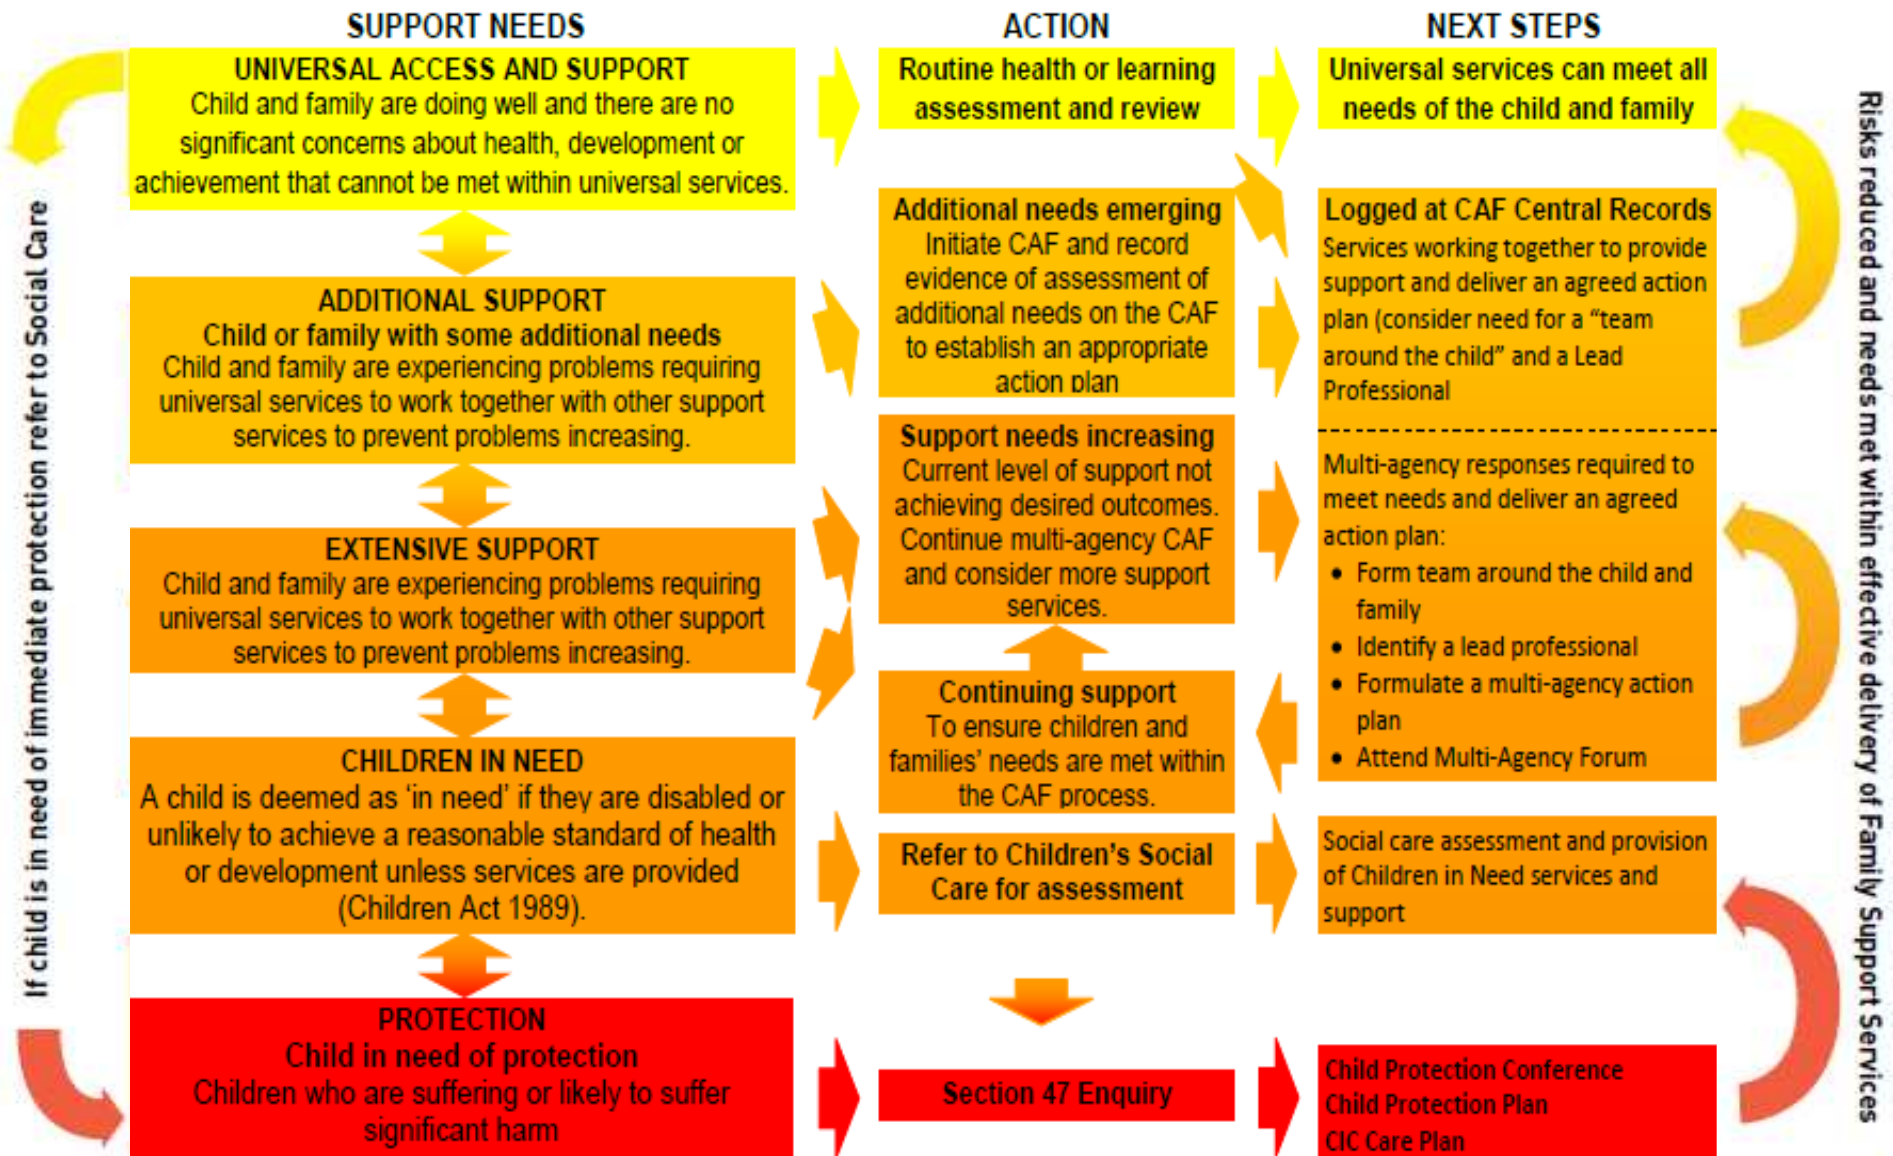 SUPPORT NEEDS
UNIVERSAL ACCESS AND SUPPORT
Child and family are doing well and there are no
significant concerns about health, development or
achievement that cannot be met within universal services.
ADDITIONAL SUPPORT
Child or family with some additional needs
Child and family are experiencing problems requiring
universal services to work together with other support
services to prevent problems increasing.
EXTENSIVE SUPPORT
Child and family are experiencing problems requiring
universal services to work together with other support
services to prevent problems increasing.
CHILDREN IN NEED
A child is deemed as ‘in need’ if they are disabled or
unlikely to achieve a reasonable standard of health
or development unless services are provided
(Children Act 1989).
PROTECTION
Child in need of protection
Children who are suffering or likely to suffer
significant harm
ACTION
Routine health or learning
assessment and review
Additional needs emerging
Initiate CAF and record
evidence of assessment of
additional needs on the CAF
to establish an appropriate
action plan
Support needs increasing
Current level of support not
achieving desired outcomes.
Continue multi-agency CAF
and consider more support
services.
Continuing support
To ensure children and
families’ needs are met within
the CAF process.
Refer to Children’s Social
Care for assessment
Section 47 Enquiry
NEXT STEPS
Universal services can meet all
needs of the child and family
Logged at CAF Central Records
Services working together to provide
support and deliver an agreed action
plan (consider need for a “team
around the child” and a Lead
Professional
Multi-agency responses required to
meet needs and deliver an agreed
action plan:
• Form team around the child and
family
• Identify a lead professional
• Formulate a multi-agency action
plan
• Attend Multi-Agency Forum
Social care assessment and provision
of Children in Need services and
support
Child Protection Conference
Child Protection Plan
CIC Care Plan
If child is in need of immediate protection refer to Social Care
Risks reduced and needs met within effective delivery of Family Support Services